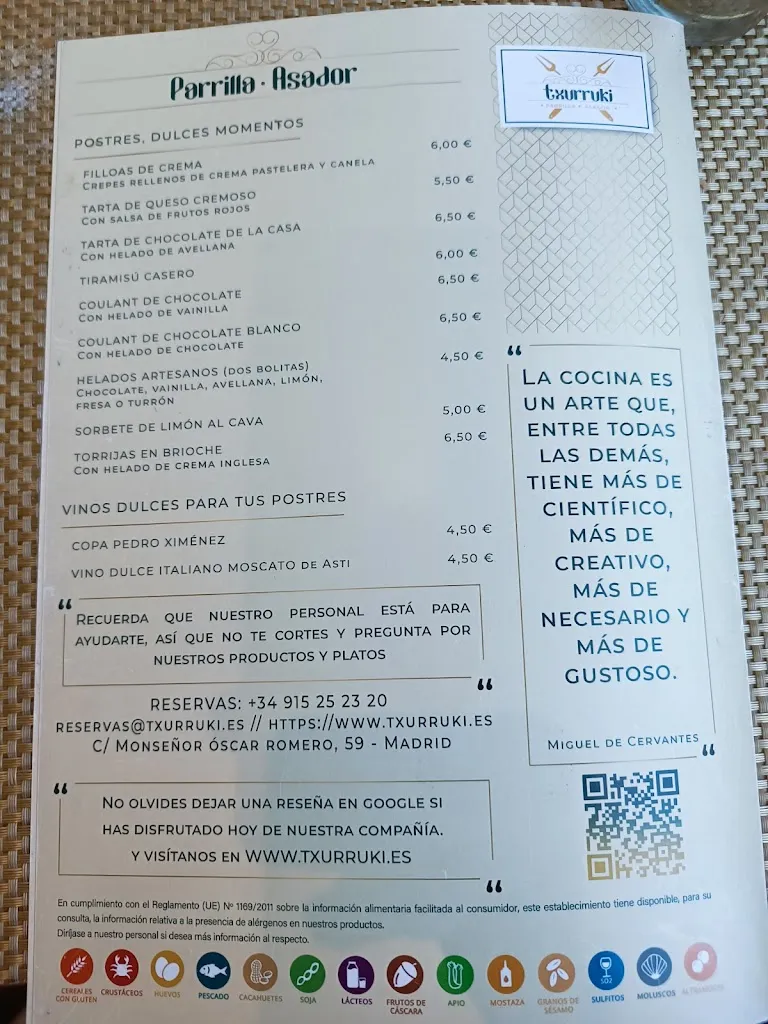 Parrilla · Asador
txurruki
POSTRES, DULCES MOMENTOS
FILLOAS DE CREMA 6,00 €
CREPES RELLENOS DE CREMA PASTELERA Y CANELA
TARTA DE QUESO CREMOSO 5,50 €
CON SALSA DE FRUTOS ROJOS
TARTA DE CHOCOLATE DE LA CASA 6,50 €
CON HELADO DE AVELLANA
TIRAMISÚ CASERO 6,00 €
COULANT DE CHOCOLATE 6,50 €
CON HELADO DE VAINILLA
COULANT DE CHOCOLATE BLANCO 6,50 €
CON HELADO DE CHOCOLATE
HELADOS ARTESANOS (DOS BOLITAS) 4,50 €
CHOCOLATE, VAINILLA, AVELLANA, LIMÓN,
FRESA O TURRÓN
SORBETE DE LIMÓN AL CAVA 5,00 €
TORRIJAS EN BRIOCHE 6,50 €
CON HELADO DE CREMA INGLESA
VINOS DULCES PARA TUS POSTRES
COPA PEDRO XIMÉNEZ 4,50 €
VINO DULCE ITALIANO MOSCATO DE ASTI 4,50 €
“ RECUERDA QUE NUESTRO PERSONAL ESTÁ PARA
AYUDARTE, ASÍ QUE NO TE CORTES Y PREGUNTA POR
NUESTROS PRODUCTOS Y PLATOS
“
RESERVAS: +34 915 25 23 20
RESERVAS@TXURRUKI.ES // HTTPS://WWW.TXURRUKI.ES
C/ MONSEÑOR ÓSCAR ROMERO, 59 - MADRID
“ NO OLVIDES DEJAR UNA RESEÑA EN GOOGLE SI
HAS DISFRUTADO HOY DE NUESTRA COMPAÑÍA.
Y VISÍTANOS EN WWW.TXURRUKI.ES
“
“
LA COCINA ES
UN ARTE QUE,
ENTRE TODAS
LAS DEMÁS,
TIENE MÁS DE
CIENTÍFICO,
MÁS DE
CREATIVO,
MÁS DE
NECESARIO Y
MÁS DE
GUSTOSO.
MIGUEL DE CERVANTES
“
En cumplimiento con el Reglamento (UE) Nº 1169/2011 sobre la información alimentaria facilitada al consumidor, este establecimiento tiene disponible, para su
consulta, la información relativa a la presencia de alérgenos en nuestros productos.
Diríjase a nuestro personal si desea más información al respecto.
CEREALES CON GLUTEN
CRUSTÁCEOS
HUEVOS
PESCADO
CACAHUETES
SOJA
LÁCTEOS
FRUTOS DE CÁSCARA
APIO
MOSTAZA
GRANOS DE SÉSAMO
SO2
SULFITOS
MOLUSCOS
ALTRAMUCES